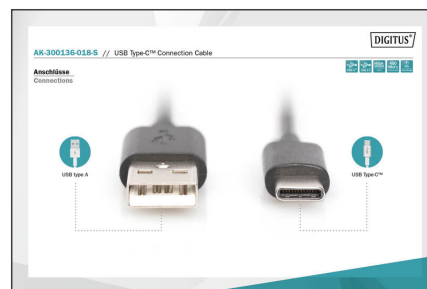 DIGITUS®
AK-300136-018-S // USB Type-C™ Connection Cable
Anschlüsse
Connections
USB type A
USB Type-C™